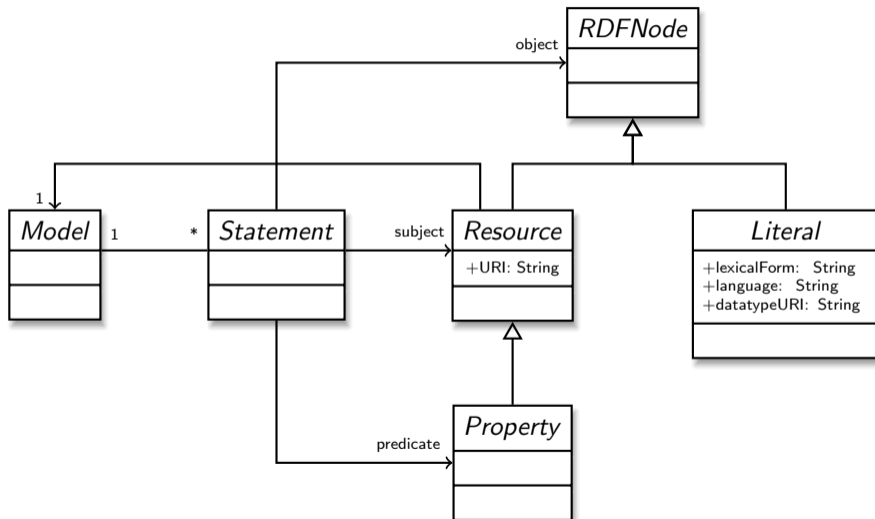 RDFNode
object
1
Model
1
*
Statement
subject
Resource
+URI: String
Literal
+lexicalForm: String
+language: String
+datatypeURI: String
Property
predicate